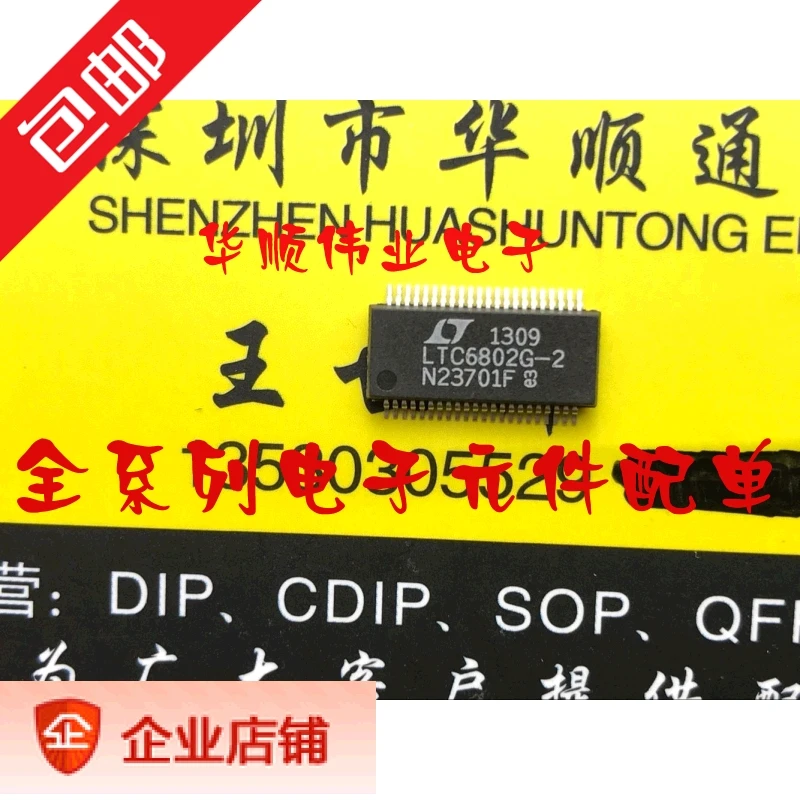 包邮
深圳市华顺通
SHENZHEN HUASHUNTONG
华顺伟业电子
1309
LTC6802G-2
N23701F e3
王
全系列电子元件配单
营：DIP、CDIP、SOP、QF
为广大客户提供配
企 企业店铺